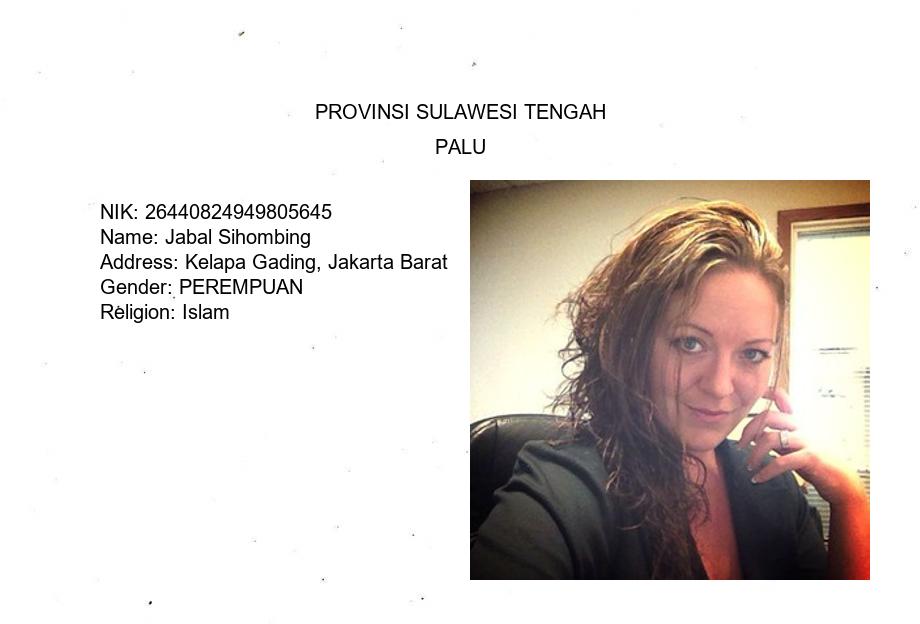 PROVINSI SULAWESI TENGAH
PALU
NIK: 26440824949805645
Name: Jabal Sihombing
Address: Kelapa Gading, Jakarta Barat
Gender: PEREMPUAN
Religion: Islam